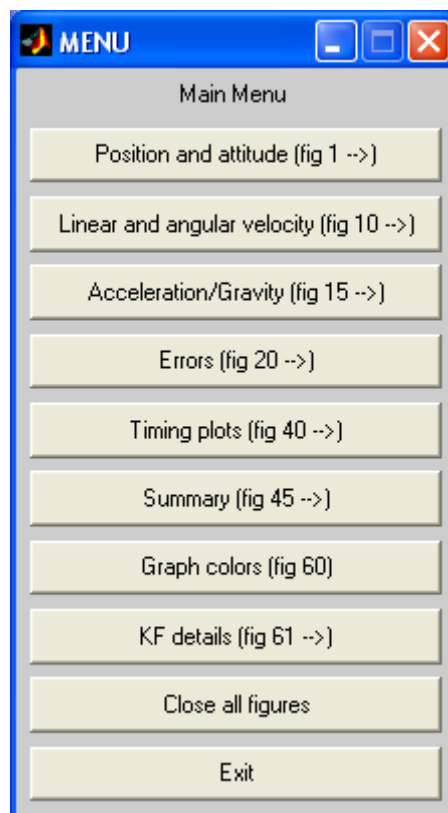 MENU
Main Menu
Position and attitude (fig 1 -->)
Linear and angular velocity (fig 10 -->)
Acceleration/Gravity (fig 15 -->)
Errors (fig 20 -->)
Timing plots (fig 40 -->)
Summary (fig 45 -->)
Graph colors (fig 60)
KF details (fig 61 -->)
Close all figures
Exit